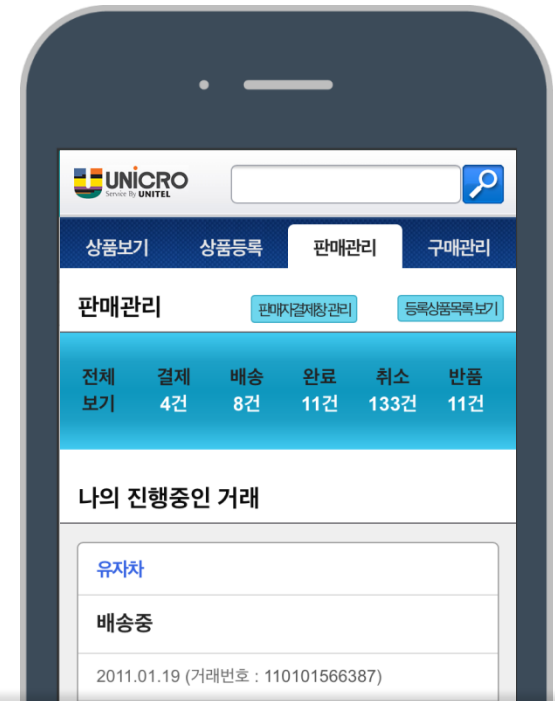 UNICRO
Service By UNITEL
상품보기 상품등록 판매관리 구매관리
판매관리 판매자결제창관리 등록상품목록보기
전체 결제 배송 완료 취소 반품
보기 4건 8건 11건 133건 11건
나의 진행중인 거래
유자차
배송중
2011.01.19 (거래번호 : 110101566387)